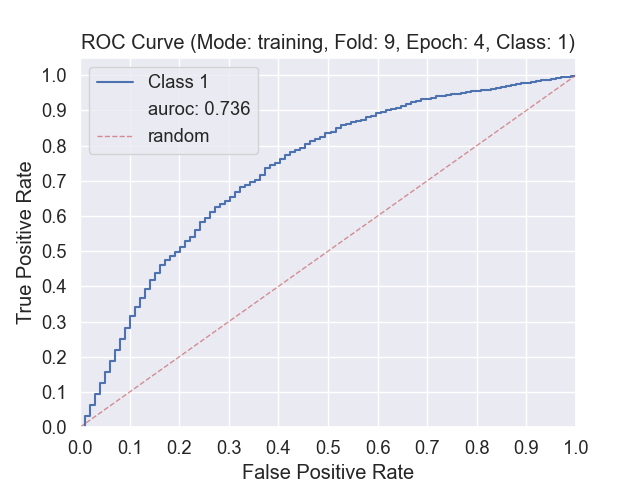 ROC Curve (Mode: training, Fold: 9, Epoch: 4, Class: 1)
Class 1
auroc: 0.736
random
True Positive Rate
1.0
0.9
0.8
0.7
0.6
0.5
0.4
0.3
0.2
0.1
0.0
0.0 0.1 0.2 0.3 0.4 0.5 0.6 0.7 0.8 0.9 1.0
False Positive Rate